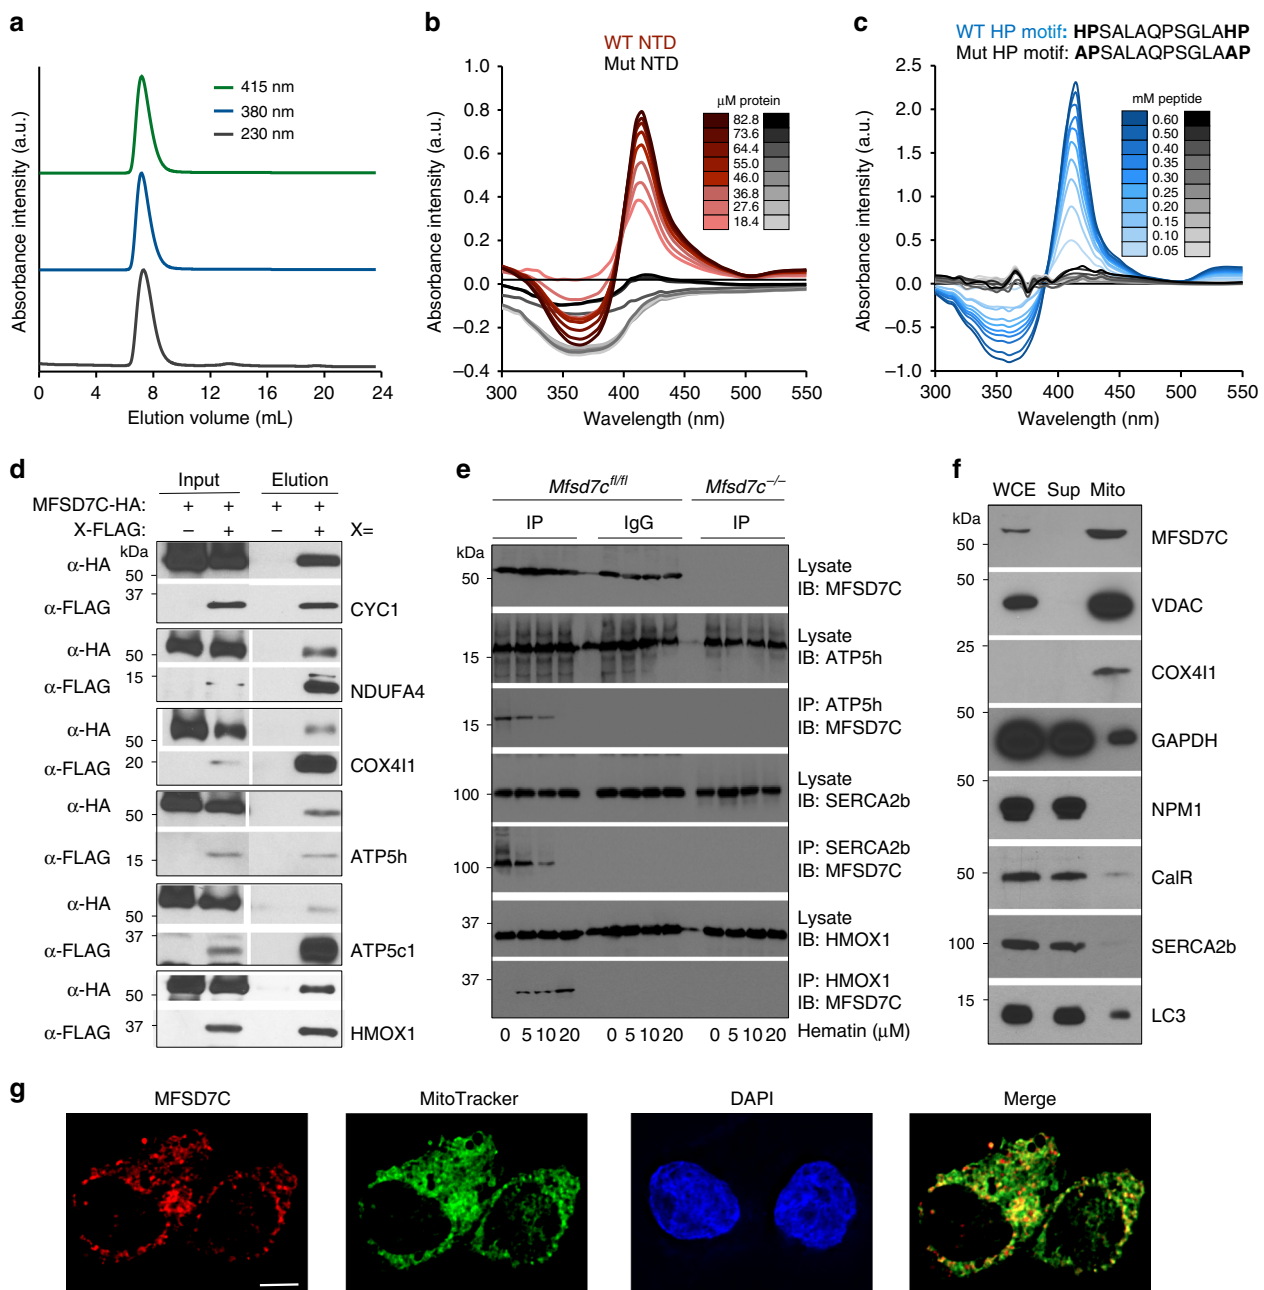 a
415 nm
380 nm
230 nm
Absorbance intensity (a.u.)
0 4 8 12 16 20 24
Elution volume (mL)
b
WT NTD
Mut NTD
μM protein
82.8
73.6
64.4
55.0
46.0
36.8
27.6
18.4
Absorbance intensity (a.u.)
1.0
0.8
0.6
0.4
0.2
0.0
–0.2
–0.4
300 350 400 450 500 550
Wavelength (nm)
c
WT HP motif: HPSALAQPSGLAHP
Mut HP motif: APSALAQPSGLAAP
mM peptide
0.60
0.50
0.40
0.35
0.30
0.25
0.20
0.15
0.10
0.05
Absorbance intensity (a.u.)
2.5
2.0
1.5
1.0
0.5
0.0
–0.5
–1.0
300 350 400 450 500 550
Wavelength (nm)
d
Input Elution
MFSD7C-HA: + + + +
X-FLAG: – + – + X=
kDa
α-HA 50
37
α-FLAG CYC1
α-HA 50
15
α-FLAG NDUFA4
α-HA 50
α-FLAG 20 COX4I1
α-HA 50
α-FLAG 15 ATP5h
α-HA 50
37
α-FLAG ATP5c1
α-HA 50
α-FLAG 37 HMOX1
e
Mfsd7c fl/fl Mfsd7c –/–
IP IgG IP
kDa
50
Lysate
IB: MFSD7C
15
Lysate
IB: ATP5h
15
IP: ATP5h
IB: MFSD7C
100
Lysate
IB: SERCA2b
100
IP: SERCA2b
IB: MFSD7C
37
Lysate
IB: HMOX1
37
IP: HMOX1
IB: MFSD7C
0 5 10 20 0 5 10 20 0 5 10 20 Hematin (μM)
f
WCE Sup Mito
kDa
50 MFSD7C
50
VDAC
25
COX4I1
50
GAPDH
50
NPM1
50 CalR
100 SERCA2b
15
LC3
g
MFSD7C MitoTracker DAPI Merge